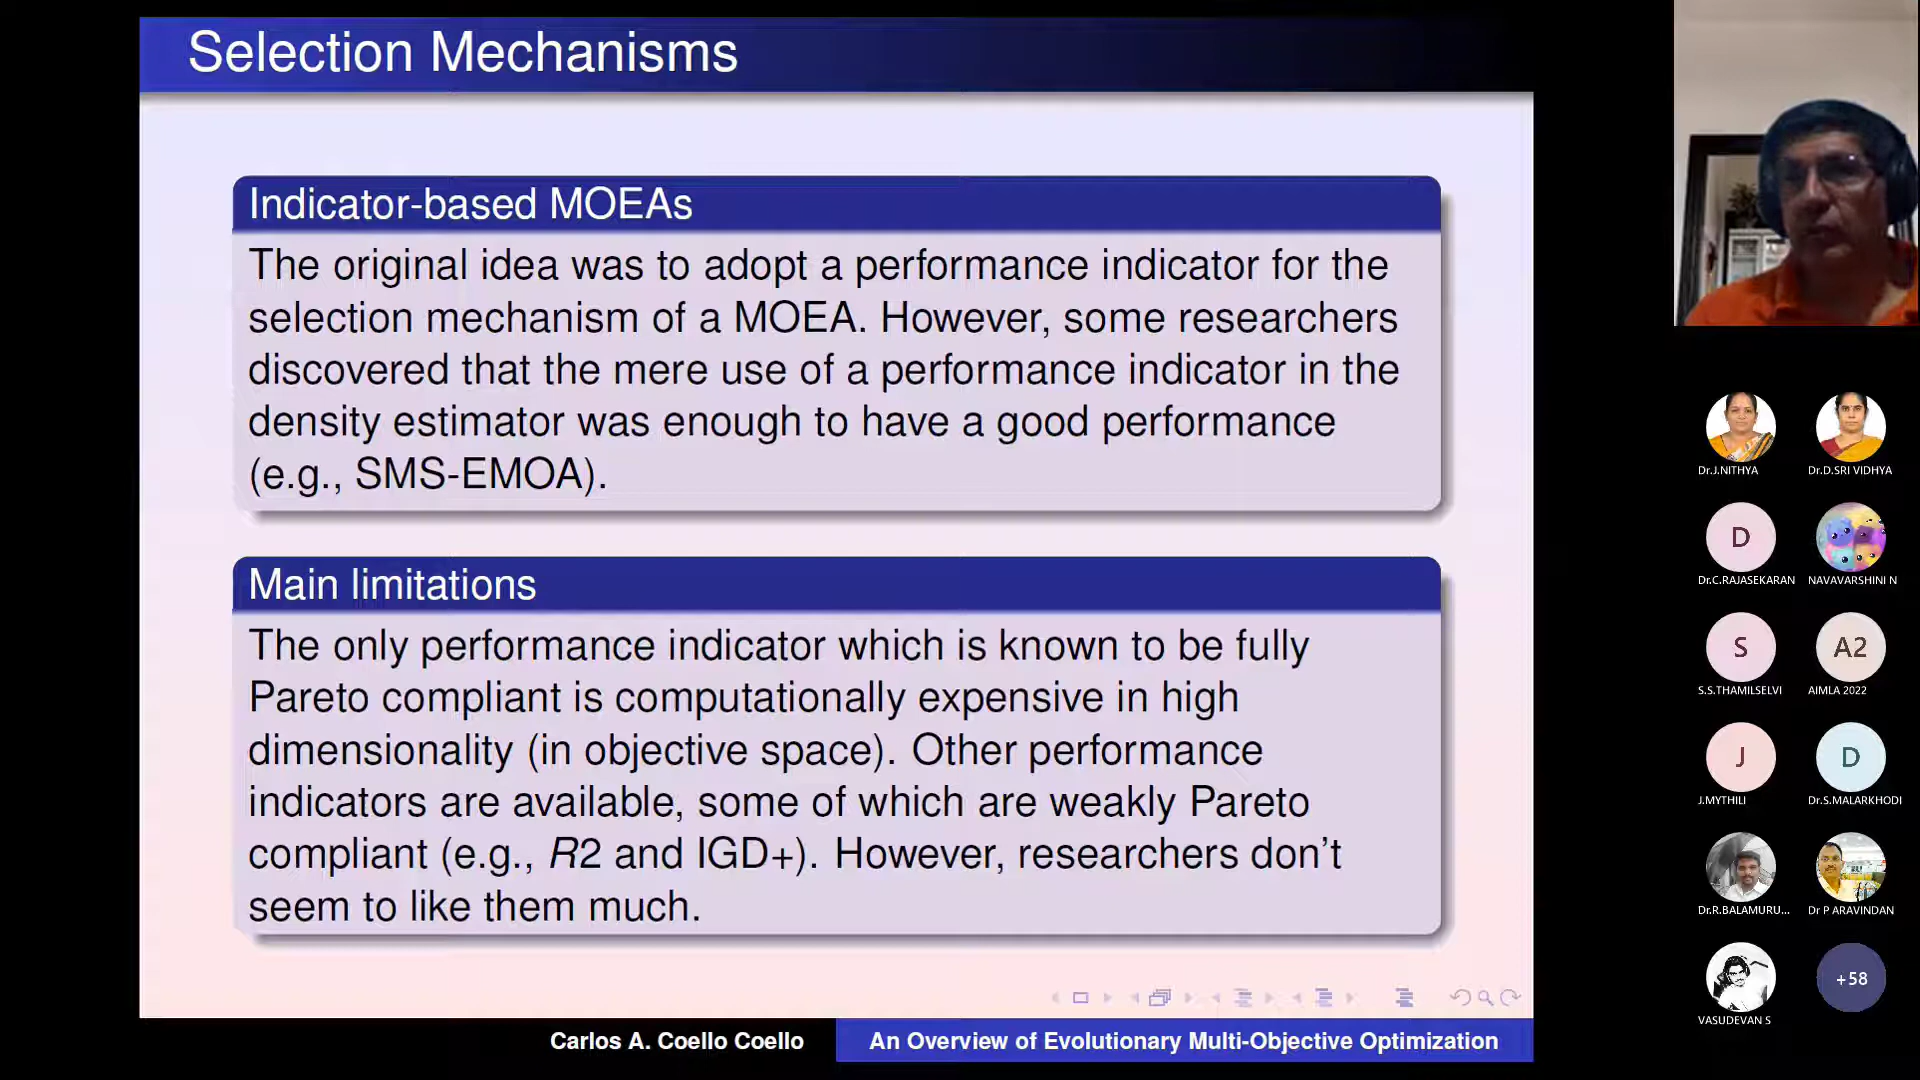 Selection Mechanisms
Indicator-based MOEAs
The original idea was to adopt a performance indicator for the
selection mechanism of a MOEA. However, some researchers
discovered that the mere use of a performance indicator in the
density estimator was enough to have a good performance
(e.g., SMS-EMOA).
Main limitations
The only performance indicator which is known to be fully
Pareto compliant is computationally expensive in high
dimensionality (in objective space). Other performance
indicators are available, some of which are weakly Pareto
compliant (e.g., R2 and IGD+). However, researchers don't
seem to like them much.
Carlos A. Coello Coello
An Overview of Evolutionary Multi-Objective Optimization
Dr.J.NITHYA
Dr.D.SRI VIDHYA
D
Dr.C.RAJASEKARAN
NAVAVARSHINI N
S
A2
S.S.THAMILSELVI
AIMLA 2022
J
D
J.MYTHILI
Dr.S.MALARKHODI
Dr.R.BALAMURU...
Dr P ARAVINDAN
+58
VASUDEVAN S